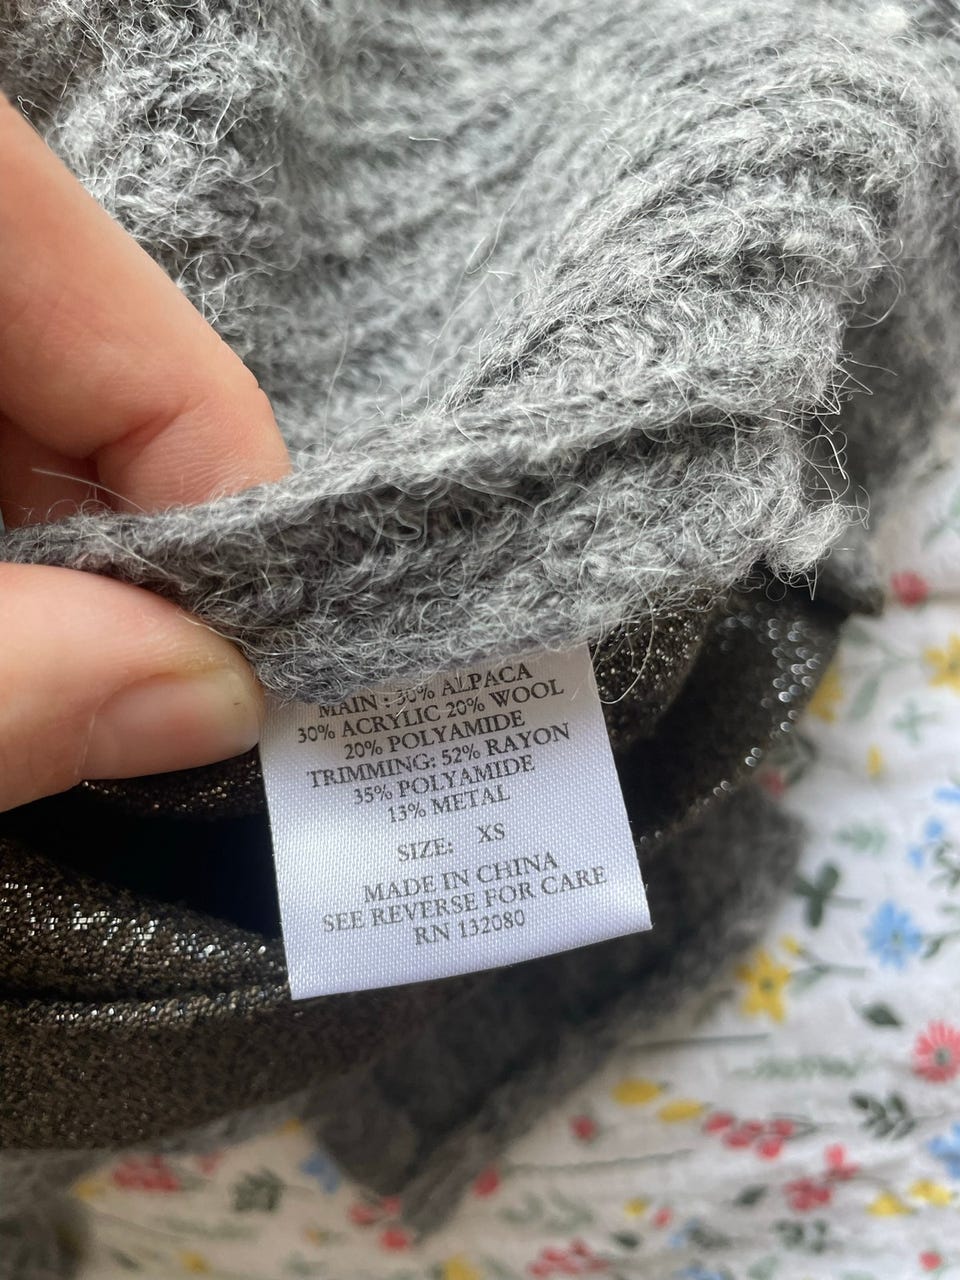 MAIN : 30% ALPACA
30% ACRYLIC 20% WOOL
20% POLYAMIDE
TRIMMING: 52% RAYON
35% POLYAMIDE
13% METAL
SIZE: XS
MADE IN CHINA
SEE REVERSE FOR CARE
RN 132080